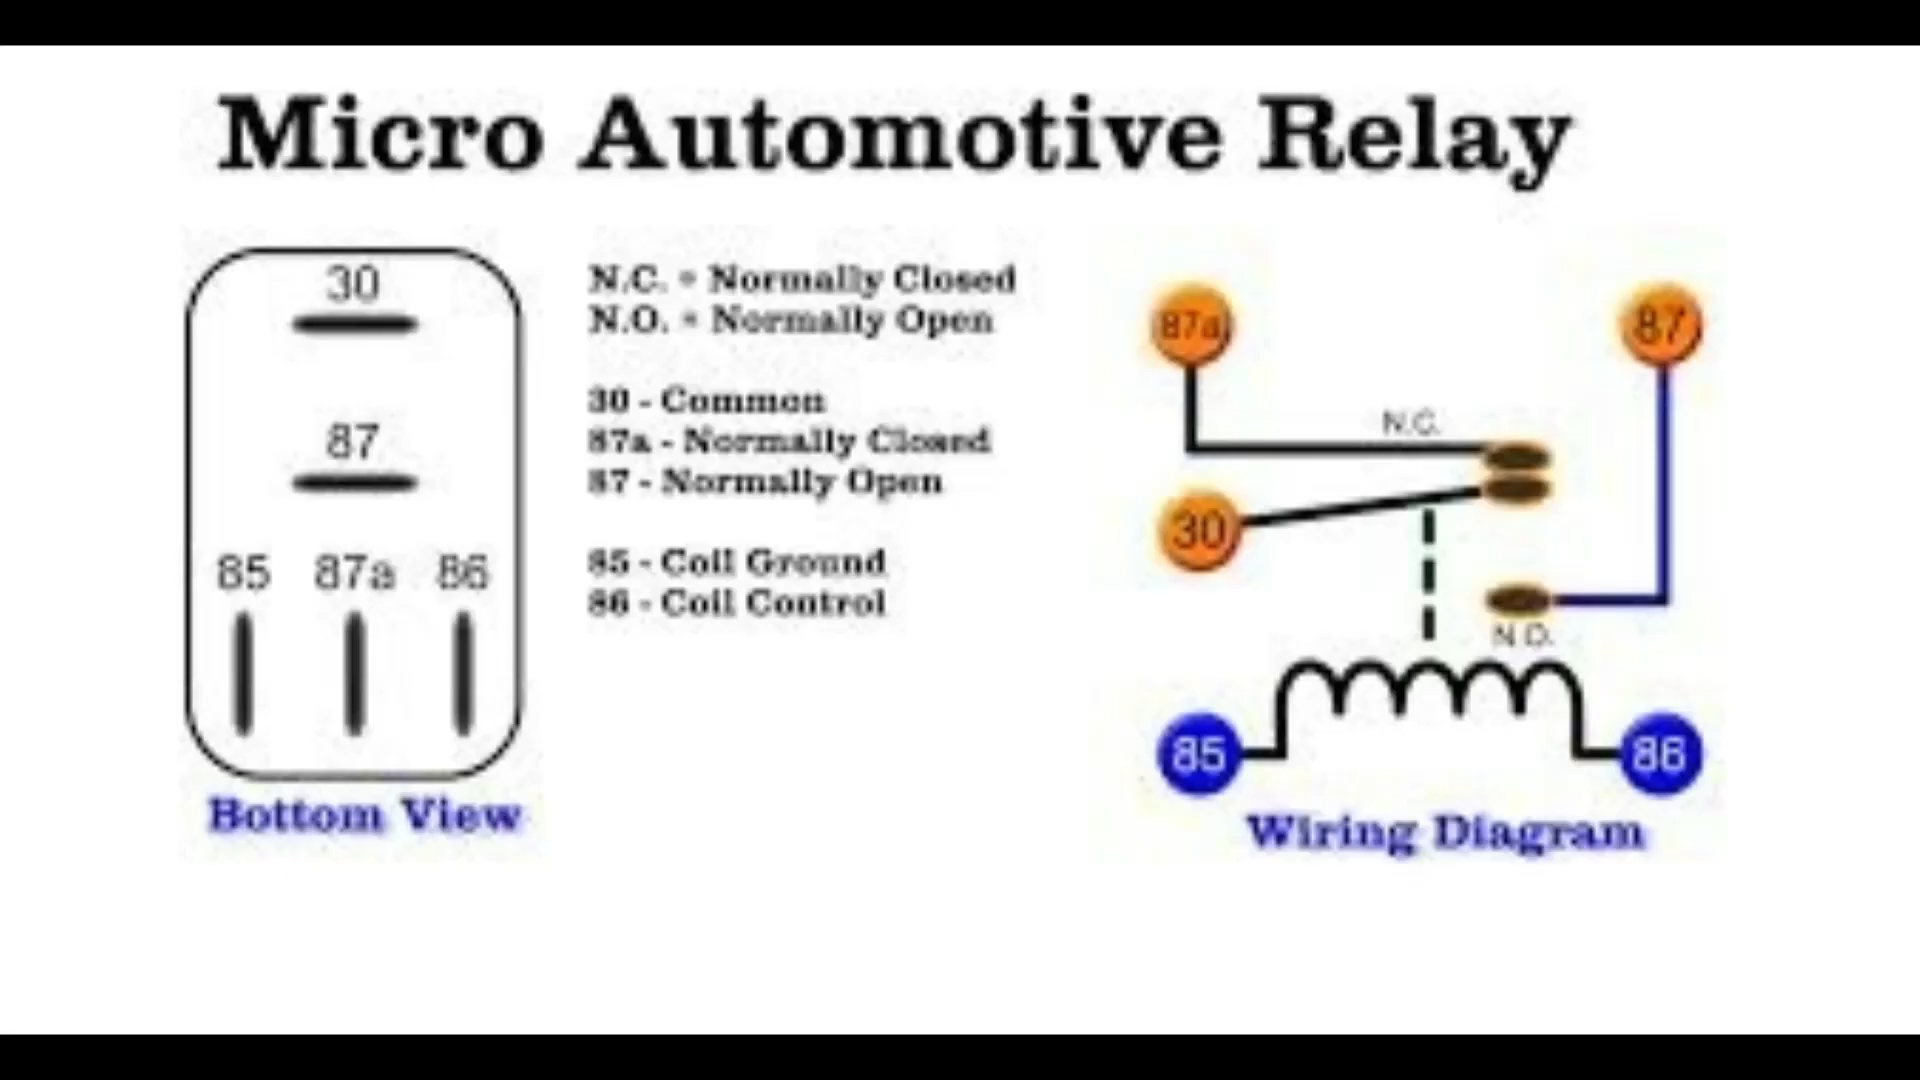 Micro Automotive Relay
30
87
85 87a 86
Bottom View
N.C. = Normally Closed
N.O. = Normally Open
30 - Common
87a - Normally Closed
87 - Normally Open
85 - Coil Ground
86 - Coil Control
87a
87
N.C.
30
N.O.
85
86
Wiring Diagram